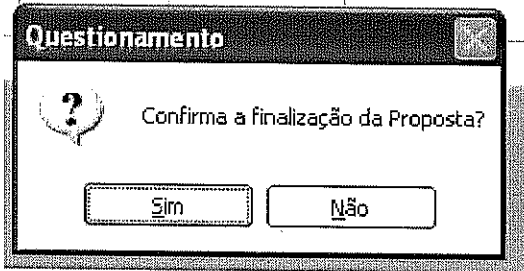 Questionamento
?
Confirma a finalização da Proposta?
Sim
Não